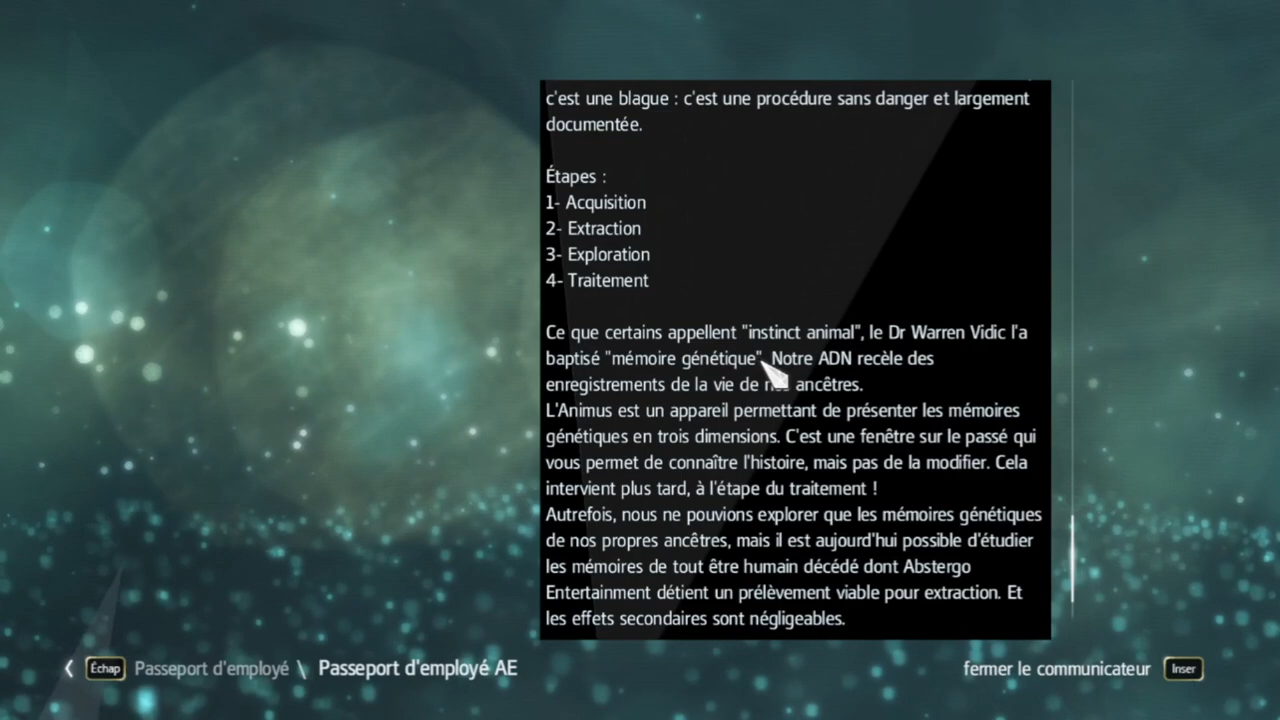 c'est une blague : c'est une procédure sans danger et largement
documentée.
Étapes :
1- Acquisition
2- Extraction
3- Exploration
4- Traitement
Ce que certains appellent "instinct animal", le Dr Warren Vidic l'a
baptisé "mémoire génétique". Notre ADN recèle des
enregistrements de la vie de nos ancêtres.
L'Animus est un appareil permettant de présenter les mémoires
génétiques en trois dimensions. C'est une fenêtre sur le passé qui
vous permet de connaître l'histoire, mais pas de la modifier. Cela
intervient plus tard, à l'étape du traitement !
Autrefois, nous ne pouvions explorer que les mémoires génétiques
de nos propres ancêtres, mais il est aujourd'hui possible d'étudier
les mémoires de tout être humain décédé dont Abstergo
Entertainment détient un prélèvement viable pour extraction. Et
les effets secondaires sont négligeables.
Échap Passeport d'employé \ Passeport d'employé AE
fermer le communicateur Inser